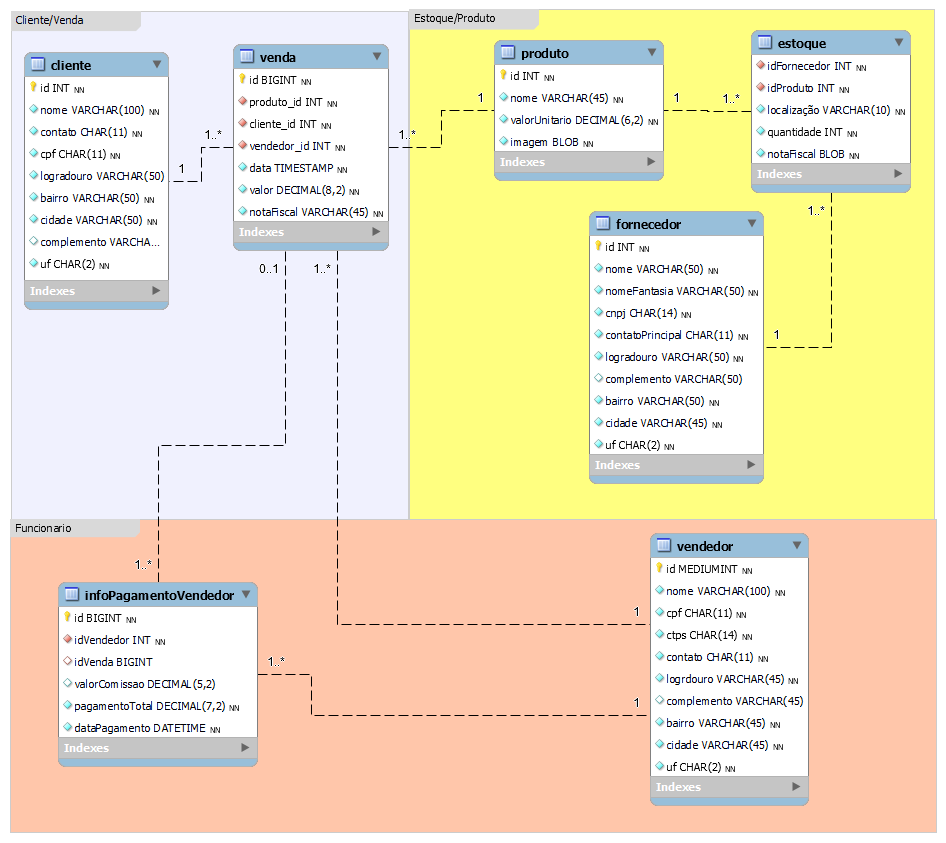 Cliente/Venda
cliente
id INT NN
nome VARCHAR(100) NN
contato CHAR(11) NN
cpf CHAR(11) NN
logradouro VARCHAR(50)
bairro VARCHAR(50) NN
cidade VARCHAR(50) NN
complemento VARCHA...
uf CHAR(2) NN
Indexes
1
1..*
venda
id BIGINT NN
produto_id INT NN
cliente_id INT NN
vendedor_id INT NN
data TIMESTAMP NN
valor DECIMAL(8,2) NN
notaFiscal VARCHAR(45) NN
Indexes
0..1
1..*
1..*
1
Estoque/Produto
produto
id INT NN
nome VARCHAR(45) NN
valorUnitario DECIMAL(6,2) NN
imagem BLOB NN
Indexes
1
1..*
estoque
idFornecedor INT NN
idProduto INT NN
localização VARCHAR(10) NN
quantidade INT NN
notaFiscal BLOB NN
Indexes
1..*
fornecedor
id INT NN
nome VARCHAR(50) NN
nomeFantasia VARCHAR(50) NN
cnpj CHAR(14) NN
contatoPrincipal CHAR(11) NN
logradouro VARCHAR(50) NN
complemento VARCHAR(50)
bairro VARCHAR(50) NN
cidade VARCHAR(45) NN
uf CHAR(2) NN
Indexes
1
Funcionario
1..*
infoPagamentoVendedor
id BIGINT NN
idVendedor INT NN
idVenda BIGINT
valorComissao DECIMAL(5,2)
pagamentoTotal DECIMAL(7,2) NN
dataPagamento DATETIME NN
Indexes
1..*
1
1
vendedor
id MEDIUMINT NN
nome VARCHAR(100) NN
cpf CHAR(11) NN
ctps CHAR(14) NN
contato CHAR(11) NN
logrdouro VARCHAR(45) NN
complemento VARCHAR(45)
bairro VARCHAR(45) NN
cidade VARCHAR(45) NN
uf CHAR(2) NN
Indexes